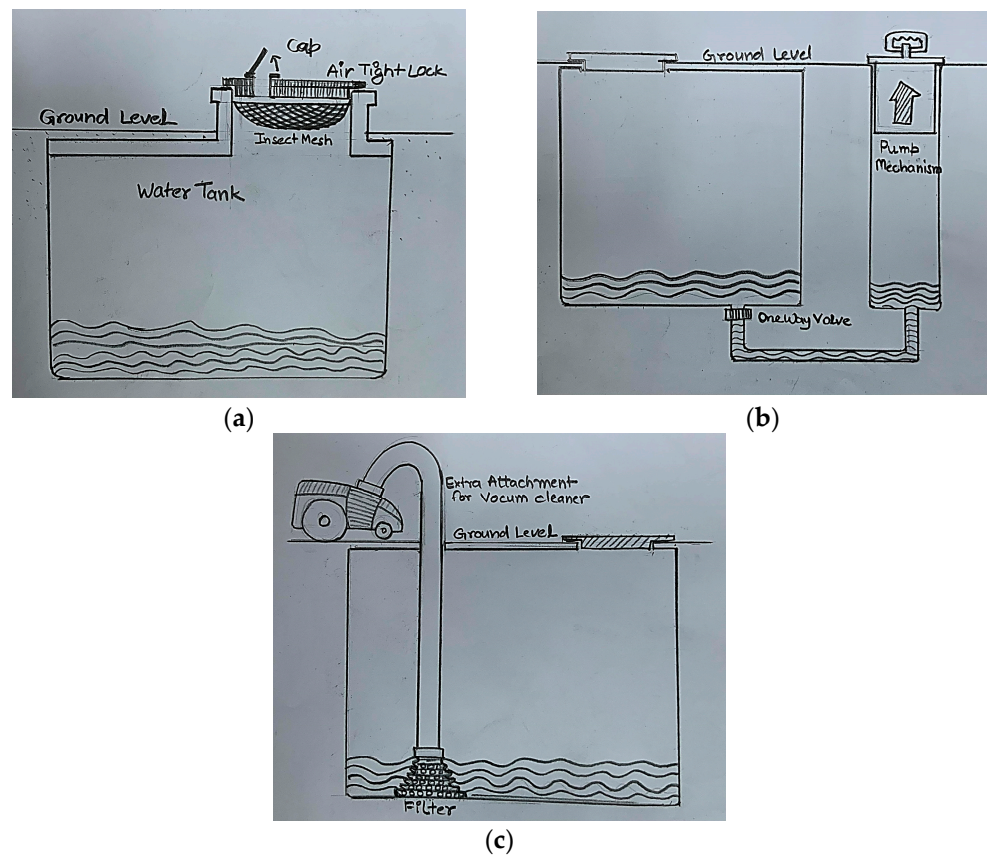 Cap
Air Tight Lock
Ground Level
Insect Mesh
Water Tank
(a)
Ground Level
Pump
Mechanism
One Way Valve
(b)
Extra Attachment
for Vocum cleaner
Ground Level
Filter
(c)